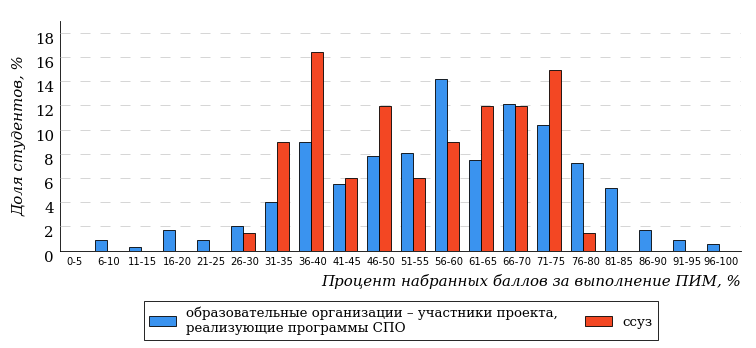 Доля студентов, %
18
16
14
12
10
8
6
4
2
0
0-5 6-10 11-15 16-20 21-25 26-30 31-35 36-40 41-45 46-50 51-55 56-60 61-65 66-70 71-75 76-80 81-85 86-90 91-95 96-100
Процент набранных баллов за выполнение ПИМ, %
образовательные организации – участники проекта,
реализующие программы СПО
ссуз